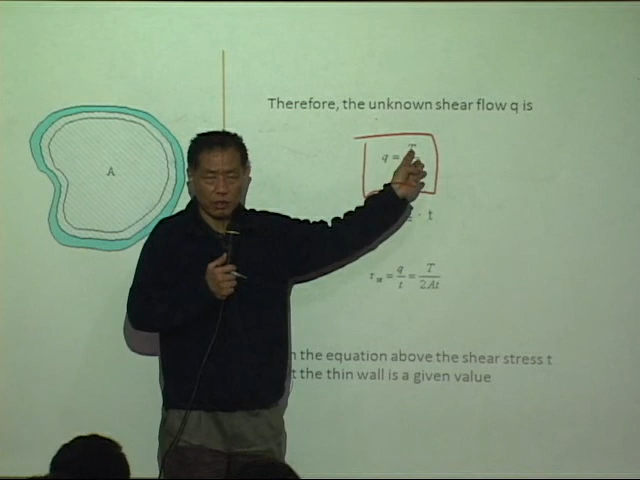 Therefore, the unknown shear flow q is
A
q = T
· t
τ_M = q/t = T/2At
the equation above the shear stress t
the thin wall is a given value